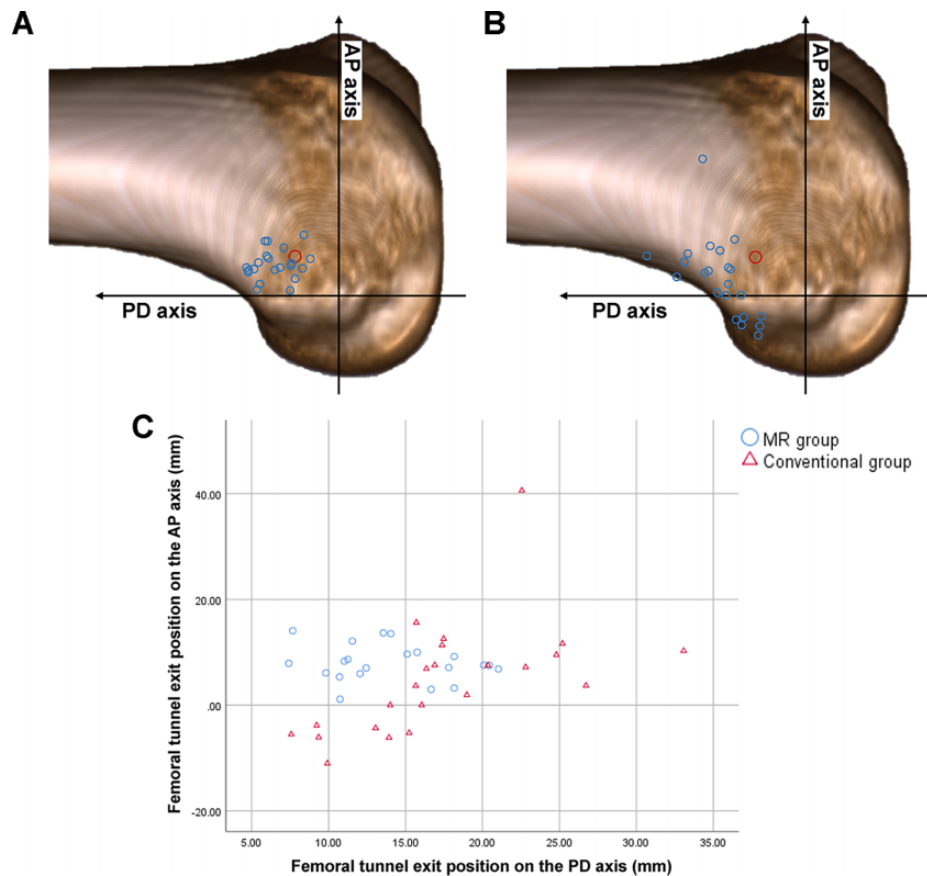 A
B
AP axis
AP axis
PD axis
PD axis
C
Femoral tunnel exit position on the AP axis (mm)
40.00
20.00
.00
-20.00
5.00 10.00 15.00 20.00 25.00 30.00 35.00
Femoral tunnel exit position on the PD axis (mm)
MR group
Conventional group